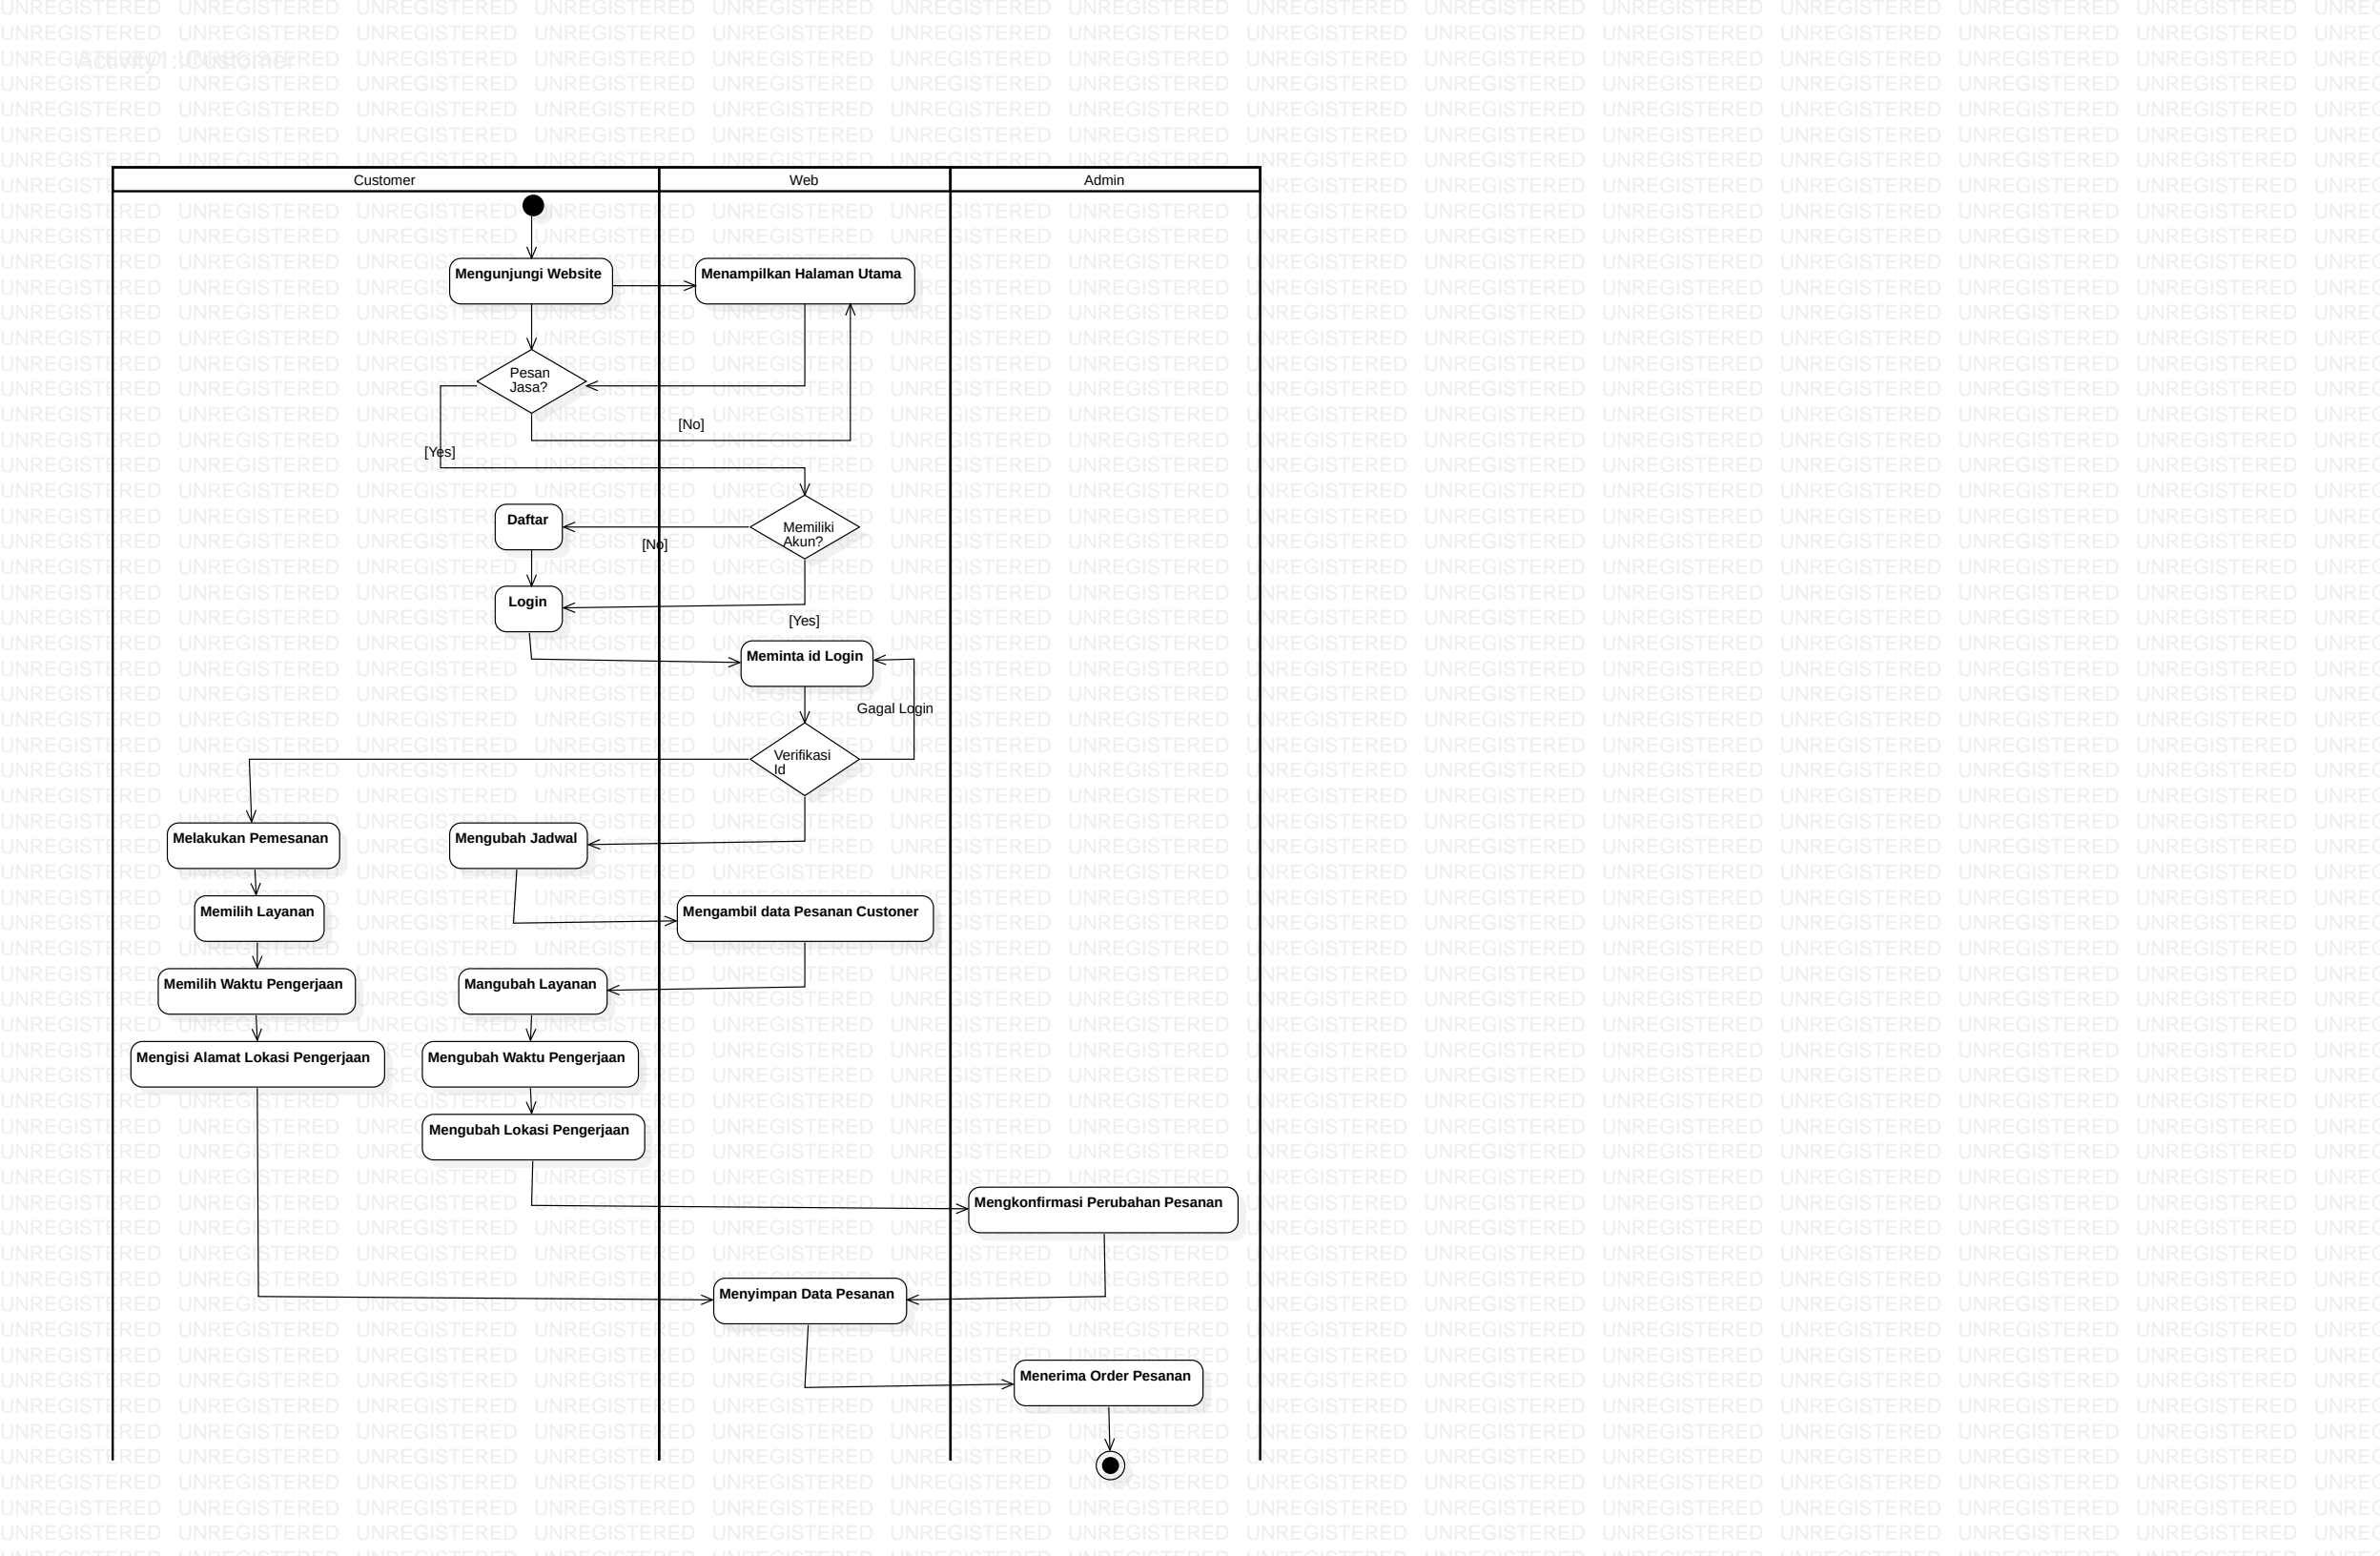 Activity1::Customer
Customer
Web
Admin
Mengunjungi Website
Menampilkan Halaman Utama
Pesan
Jasa?
[No]
[Yes]
Daftar
Memiliki
Akun?
[No]
Login
[Yes]
Meminta id Login
Gagal Login
Verifikasi
Id
Melakukan Pemesanan
Mengubah Jadwal
Memilih Layanan
Mengambil data Pesanan Custoner
Memilih Waktu Pengerjaan
Mangubah Layanan
Mengisi Alamat Lokasi Pengerjaan
Mengubah Waktu Pengerjaan
Mengubah Lokasi Pengerjaan
Mengkonfirmasi Perubahan Pesanan
Menyimpan Data Pesanan
Menerima Order Pesanan
UNREGISTERED